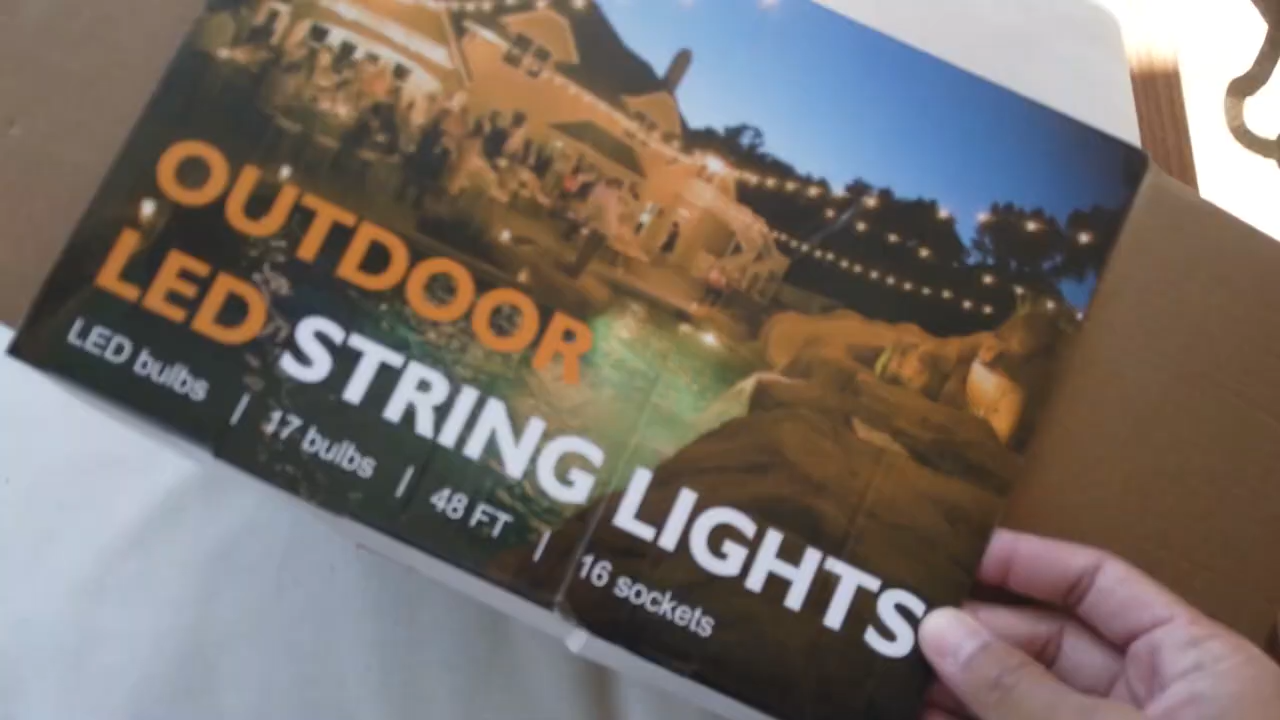 OUTDOOR
LED STRING LIGHTS
LED bulbs | 17 bulbs | 48 FT | 16 sockets